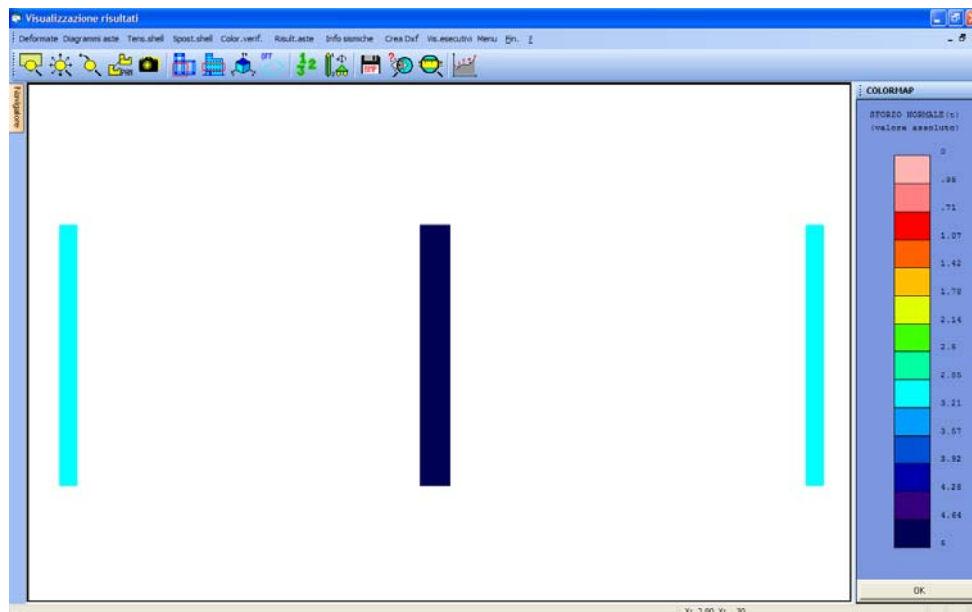 Visualizzazione risultati
Deformate Diagrammi aste Tens.shell Spost.shell Color.verif. Risult.aste Info sismiche Crea Dxf Vis.esecutivi Menu Fin. ?
OFF
Navigatore
COLORMAP
SFORZO NORMALE(t)
(valore assoluto)
0
.36
.71
1.07
1.42
1.78
2.14
2.5
2.85
3.21
3.57
3.92
4.28
4.64
5
OK